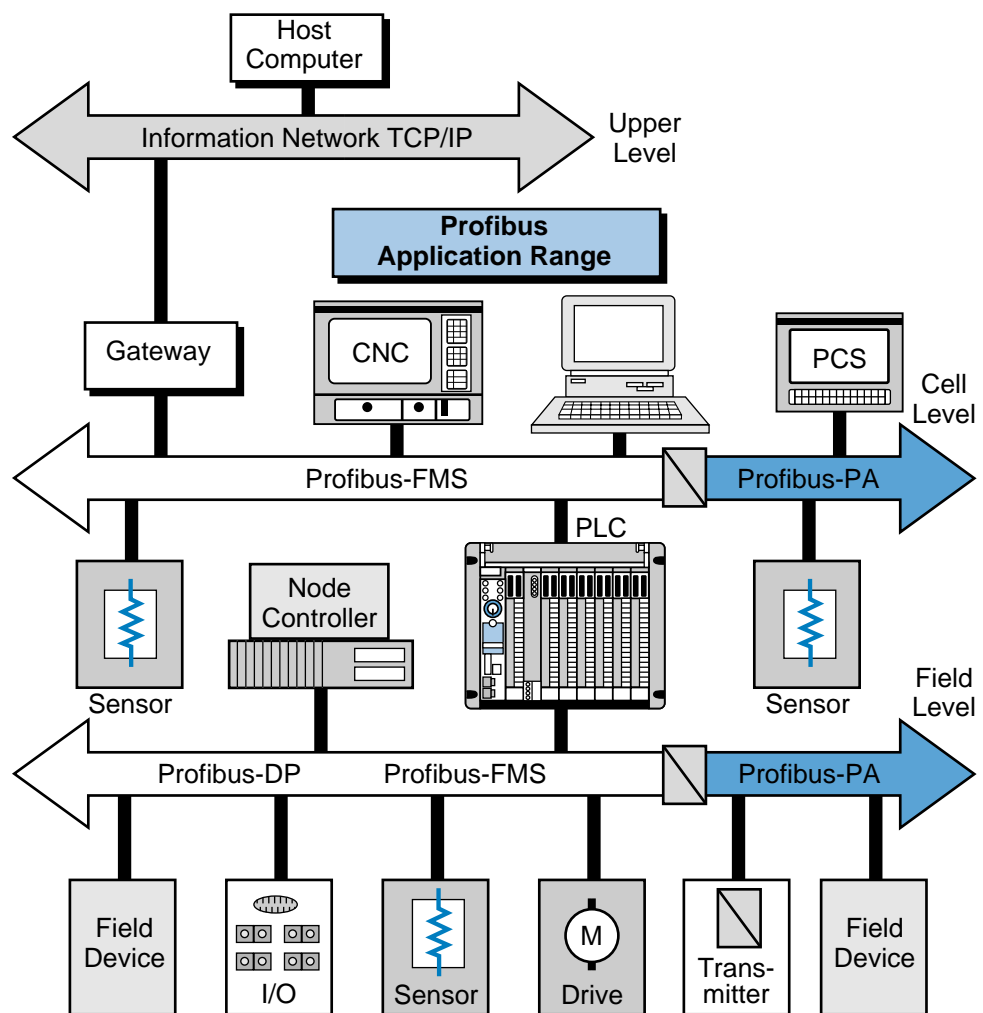 Host
Computer
Information Network TCP/IP
Upper
Level
Profibus
Application Range
Gateway
CNC
PCS
Cell
Level
Profibus-FMS
Profibus-PA
PLC
Node
Controller
Sensor
Sensor
Field
Level
Profibus-DP
Profibus-FMS
Profibus-PA
Field
Device
I/O
Sensor
M
Drive
Trans-
mitter
Field
Device